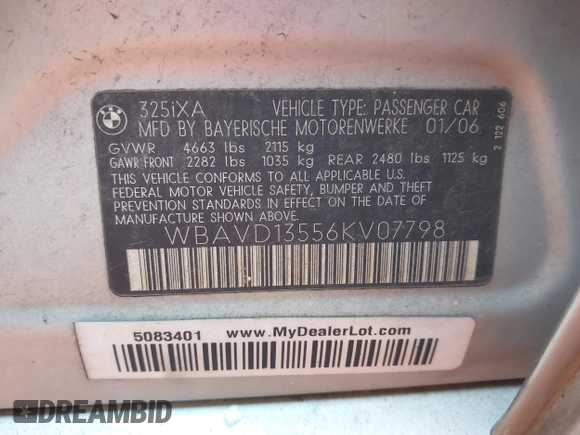 BMW
325iXA VEHICLE TYPE: PASSENGER CAR
MFD BY BAYERISCHE MOTORENWERKE 01/06
GVWR 4663 lbs 2115 kg
GAWR FRONT 2282 lbs 1035 kg REAR 2480 lbs 1125 kg
THIS VEHICLE CONFORMS TO ALL APPLICABLE U.S.
FEDERAL MOTOR VEHICLE SAFETY, BUMPER AND THEFT
PREVENTION STANDARDS IN EFFECT ON THE DATE OF
MANUFACTURE SHOWN ABOVE:
WBAVD13556KV07798
2 122 606
5083401 www.MyDealerLot.com
DREAMBID